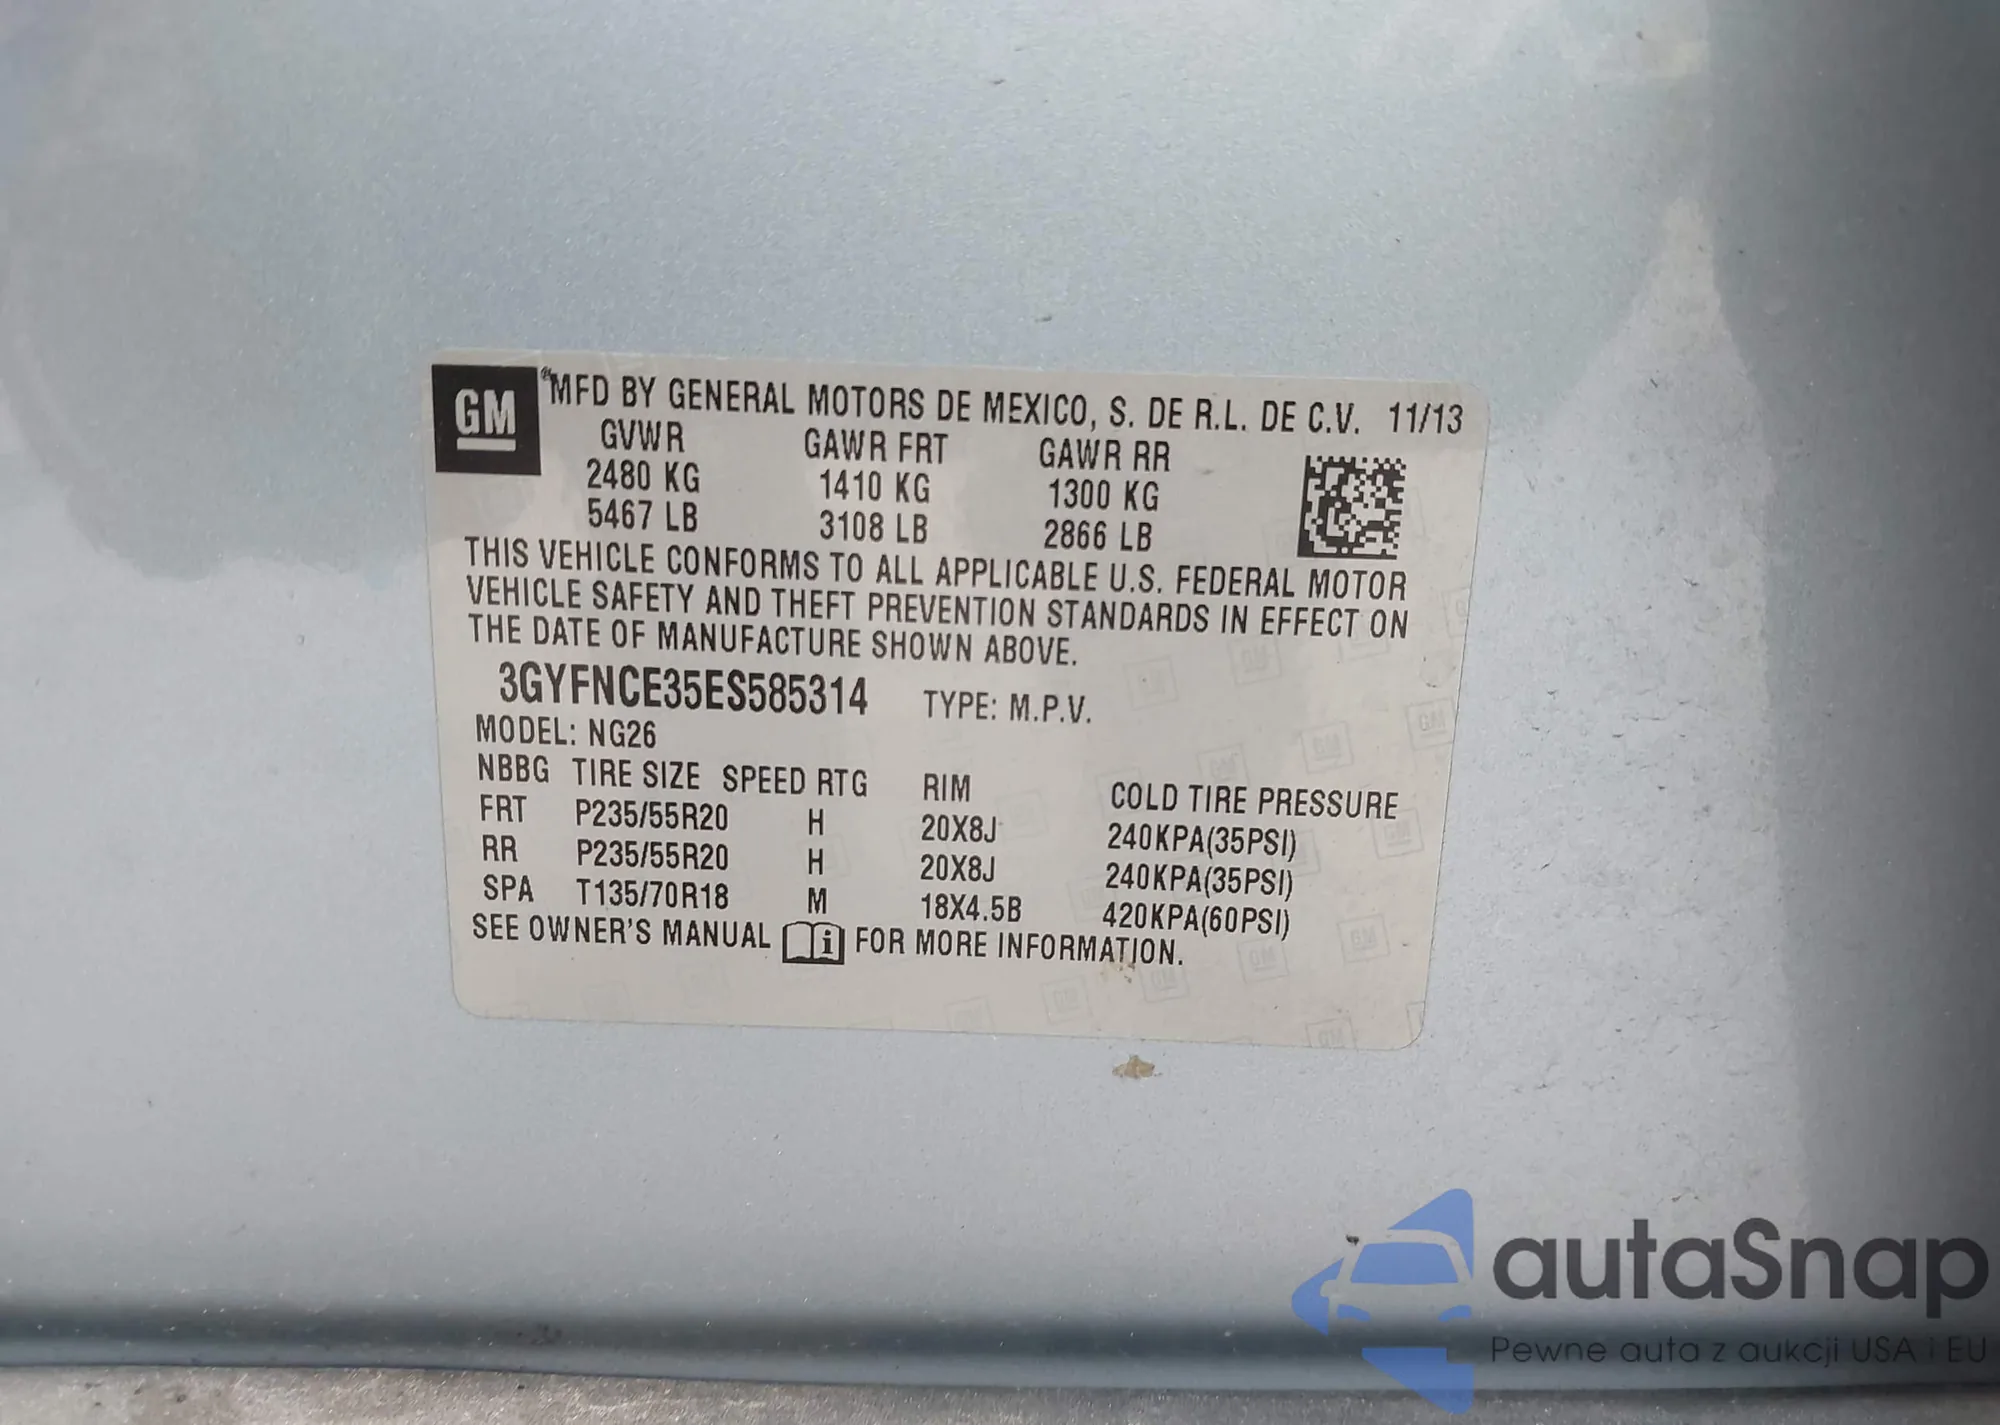 GM
MFD BY GENERAL MOTORS DE MEXICO, S. DE R.L. DE C.V. 11/13
GVWR GAWR FRT GAWR RR
2480 KG 1410 KG 1300 KG
5467 LB 3108 LB 2866 LB
THIS VEHICLE CONFORMS TO ALL APPLICABLE U.S. FEDERAL MOTOR
VEHICLE SAFETY AND THEFT PREVENTION STANDARDS IN EFFECT ON
THE DATE OF MANUFACTURE SHOWN ABOVE.
3GYFNCE35ES585314 TYPE: M.P.V.
MODEL: NG26
NBBG TIRE SIZE SPEED RTG RIM COLD TIRE PRESSURE
FRT P235/55R20 H 20X8J 240KPA(35PSI)
RR P235/55R20 H 20X8J 240KPA(35PSI)
SPA T135/70R18 M 18X4.5B 420KPA(60PSI)
SEE OWNER'S MANUAL FOR MORE INFORMATION.
autaSnap
Pewne auta z aukcji USA i EU